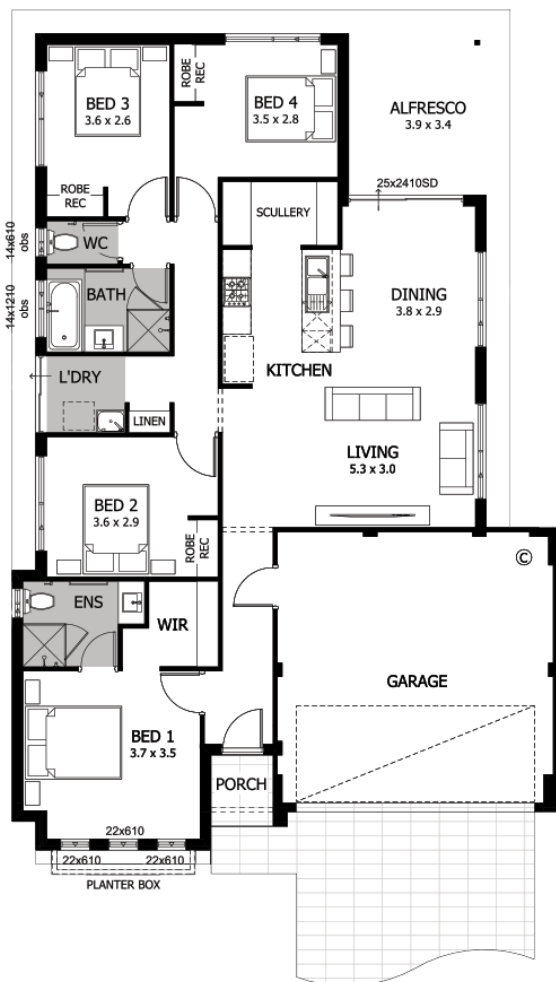 BED 3
3.6 x 2.6
ROBE
REC
BED 4
3.5 x 2.8
ALFRESCO
3.9 x 3.4
ROBE
REC
25x2410SD
SCULLERY
14x610
obs
WC
14x1210
obs
BATH
DINING
3.8 x 2.9
KITCHEN
L'DRY
LINEN
LIVING
5.3 x 3.0
BED 2
3.6 x 2.9
ROBE
REC
©
ENS
WIR
GARAGE
BED 1
3.7 x 3.5
PORCH
22x610
22x610
22x610
PLANTER BOX